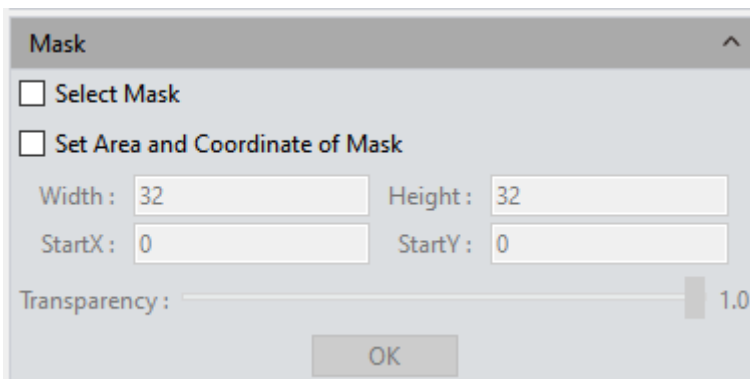 Mask
Select Mask
Set Area and Coordinate of Mask
Width : 32 Height : 32
StartX : 0 StartY : 0
Transparency : 1.0
OK